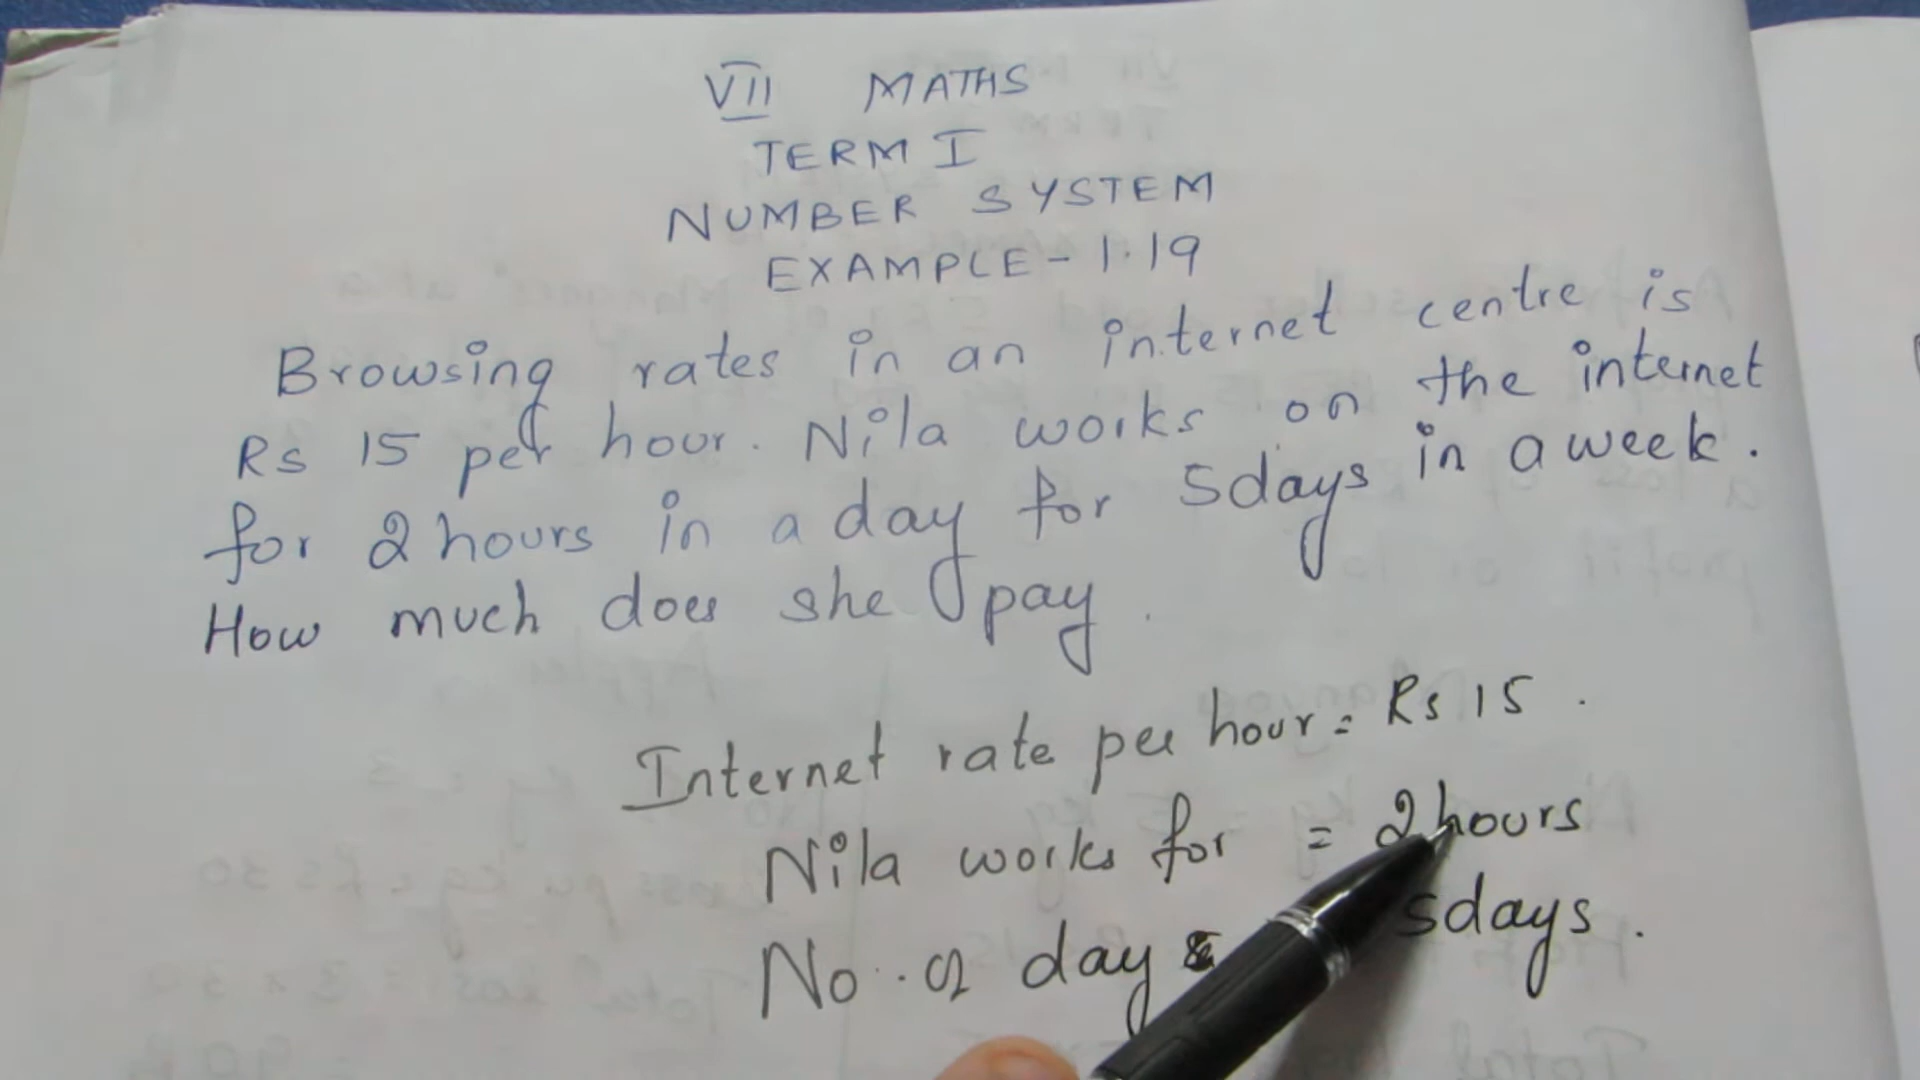 VII MATHS
TERM I
NUMBER SYSTEM
EXAMPLE - 1.19
Browsing rates in an internet centre is
Rs 15 per hour. Nila works on the internet
for 2 hours in a day for 5days in a week.
How much does she pay.
Internet rate per hour = Rs 15.
Nila works for = 2 hours
No. of days 5days.